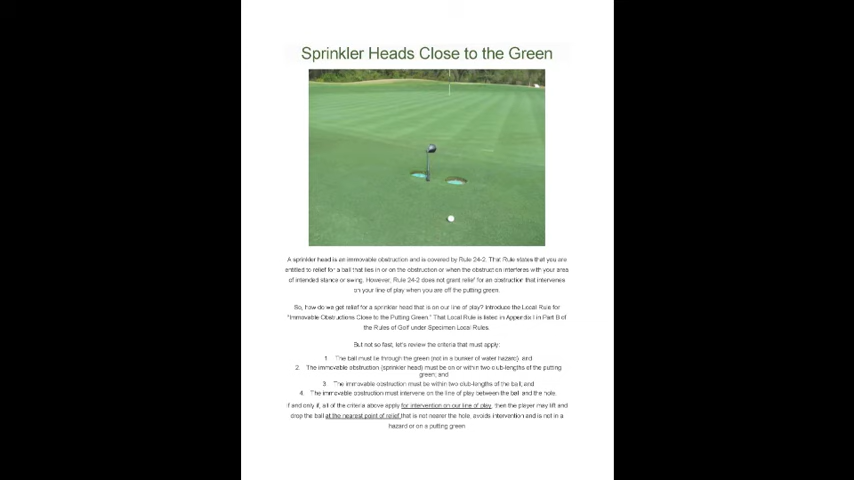 Sprinkler Heads Close to the Green
A sprinkler head is an immovable obstruction and is covered by Rule 24-2. That Rule states that you are
entitled to relief for a ball that lies in or on the obstruction or when the obstruction interferes with your area
of intended stance or swing. However, Rule 24-2 does not grant relief for an obstruction that intervenes
on your line of play when you are off the putting green.
So, how do we get relief for a sprinkler head that is on our line of play? Introduce the Local Rule for
"Immovable Obstructions Close to the Putting Green." That Local Rule is listed in Appendix I in Part B of
the Rules of Golf under Specimen Local Rules.
But not so fast, let's review the criteria that must apply:
1. The ball must lie through the green (not in a bunker of water hazard) and
2. The immovable obstruction (sprinkler head) must be on or within two club-lengths of the putting
green; and
3. The immovable obstruction must be within two club-lengths of the ball; and
4. The immovable obstruction must intervene on the line of play between the ball and the hole.
If and only if, all of the criteria above apply for intervention on our line of play, then the player may lift and
drop the ball at the nearest point of relief that is not nearer the hole, avoids intervention and is not in a
hazard or on a putting green